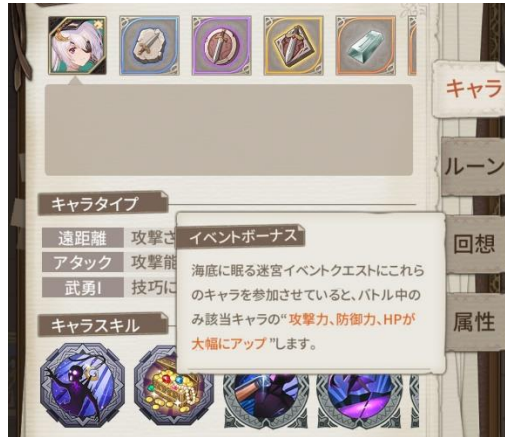 キャラ
ルーン
キャラタイプ
遠距離 攻撃さ
イベントボーナス
回想
アタック 攻撃能
海底に眠る迷宮イベントクエストにこれら
武勇I 技巧に
のキャラを参加させていると、バトル中の
み該当キャラの“攻撃力、防御力、HPが
属性
キャラスキル
大幅にアップ”します。